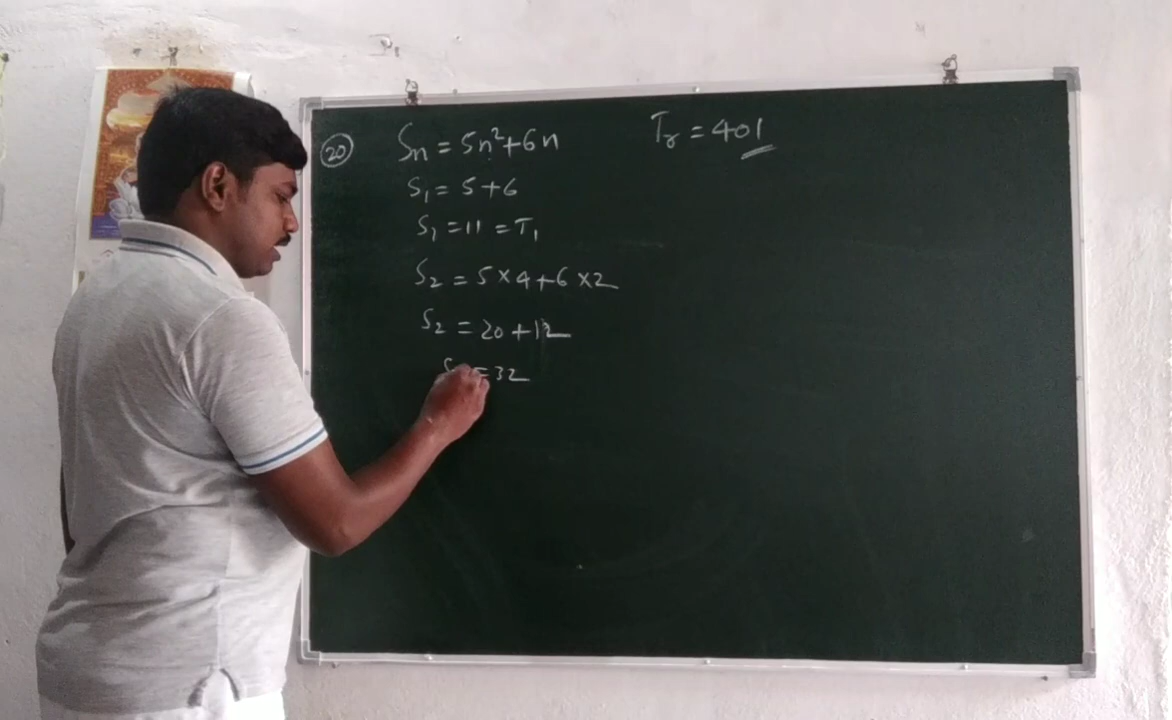 20 Sn = 5n²+6n
Tr = 401
S₁ = 5+6
S₁ = 11 = T₁
S₂ = 5×4+6×2
S₂ = 20+12
S = 32